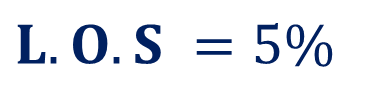 L. O. S = 5%